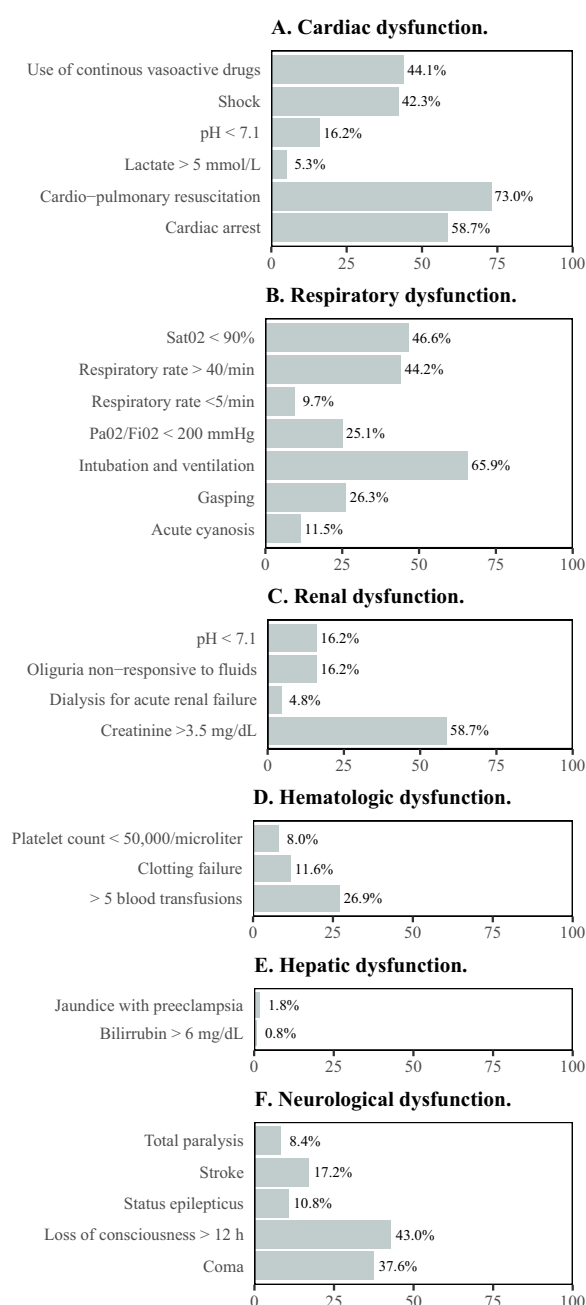 A. Cardiac dysfunction.
Use of continous vasoactive drugs 44.1%
Shock 42.3%
pH < 7.1 16.2%
Lactate > 5 mmol/L 5.3%
Cardio−pulmonary resuscitation 73.0%
Cardiac arrest 58.7%
0 25 50 75 100
B. Respiratory dysfunction.
Sat02 < 90% 46.6%
Respiratory rate > 40/min 44.2%
Respiratory rate <5/min 9.7%
Pa02/Fi02 < 200 mmHg 25.1%
Intubation and ventilation 65.9%
Gasping 26.3%
Acute cyanosis 11.5%
0 25 50 75 100
C. Renal dysfunction.
pH < 7.1 16.2%
Oliguria non−responsive to fluids 16.2%
Dialysis for acute renal failure 4.8%
Creatinine >3.5 mg/dL 58.7%
0 25 50 75 100
D. Hematologic dysfunction.
Platelet count < 50,000/microliter 8.0%
Clotting failure 11.6%
> 5 blood transfusions 26.9%
0 25 50 75 100
E. Hepatic dysfunction.
Jaundice with preeclampsia 1.8%
Bilirrubin > 6 mg/dL 0.8%
0 25 50 75 100
F. Neurological dysfunction.
Total paralysis 8.4%
Stroke 17.2%
Status epilepticus 10.8%
Loss of consciousness > 12 h 43.0%
Coma 37.6%
0 25 50 75 100